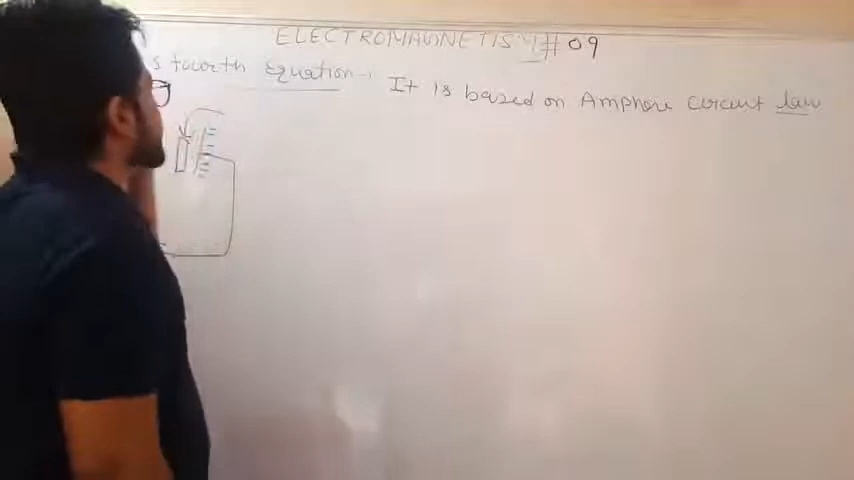 ELECTROMAGNETISM # 09
s fourth Equation :- It is based on Amphere circuit law